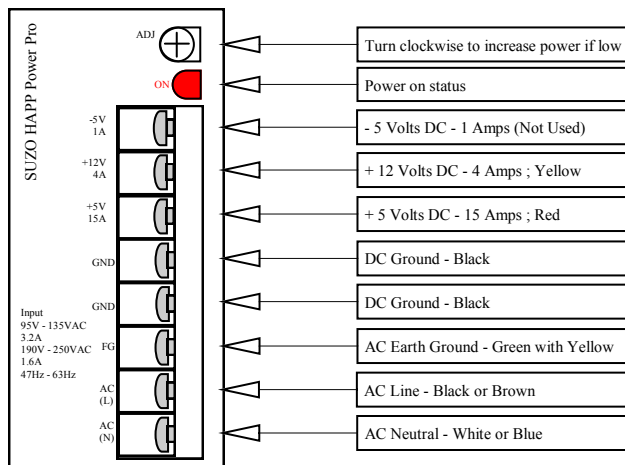 SUZO HAPP Power Pro
ADJ
Turn clockwise to increase power if low
ON
Power on status
-5V
1A
- 5 Volts DC - 1 Amps (Not Used)
+12V
4A
+ 12 Volts DC - 4 Amps ; Yellow
+5V
15A
+ 5 Volts DC - 15 Amps ; Red
GND
DC Ground - Black
GND
DC Ground - Black
Input
95V - 135VAC
3.2A
190V - 250VAC
1.6A
47Hz - 63Hz
FG
AC Earth Ground - Green with Yellow
AC
(L)
AC Line - Black or Brown
AC
(N)
AC Neutral - White or Blue